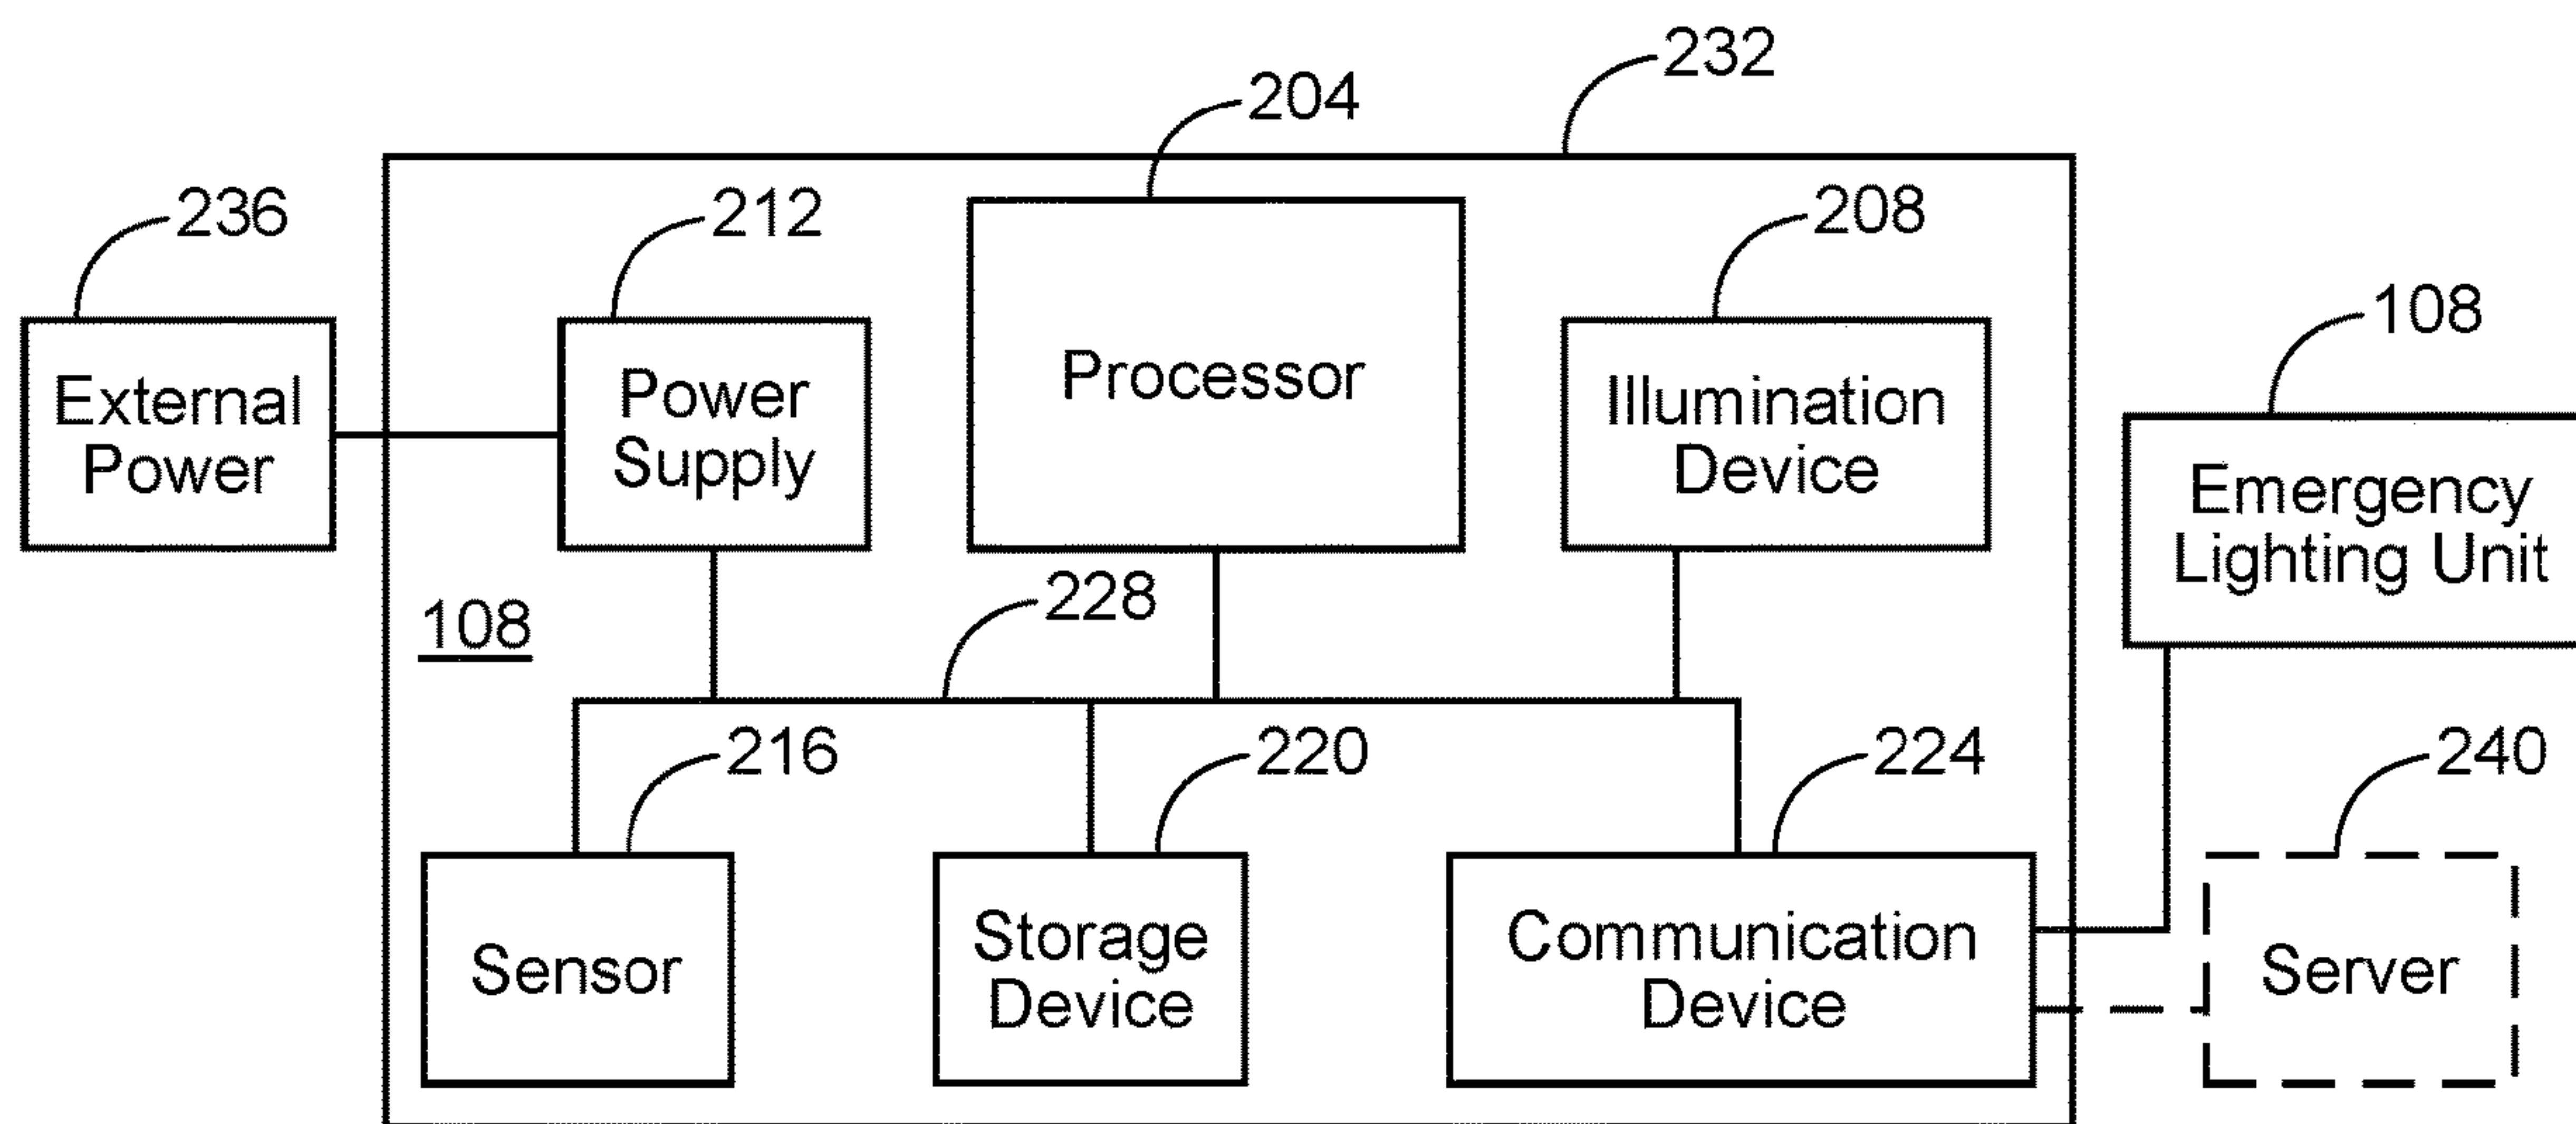 232
204
236
212
208
108
External
Power
Power
Supply
Processor
Illumination
Device
Emergency
Lighting Unit
108
228
216
220
224
240
Sensor
Storage
Device
Communication
Device
Server